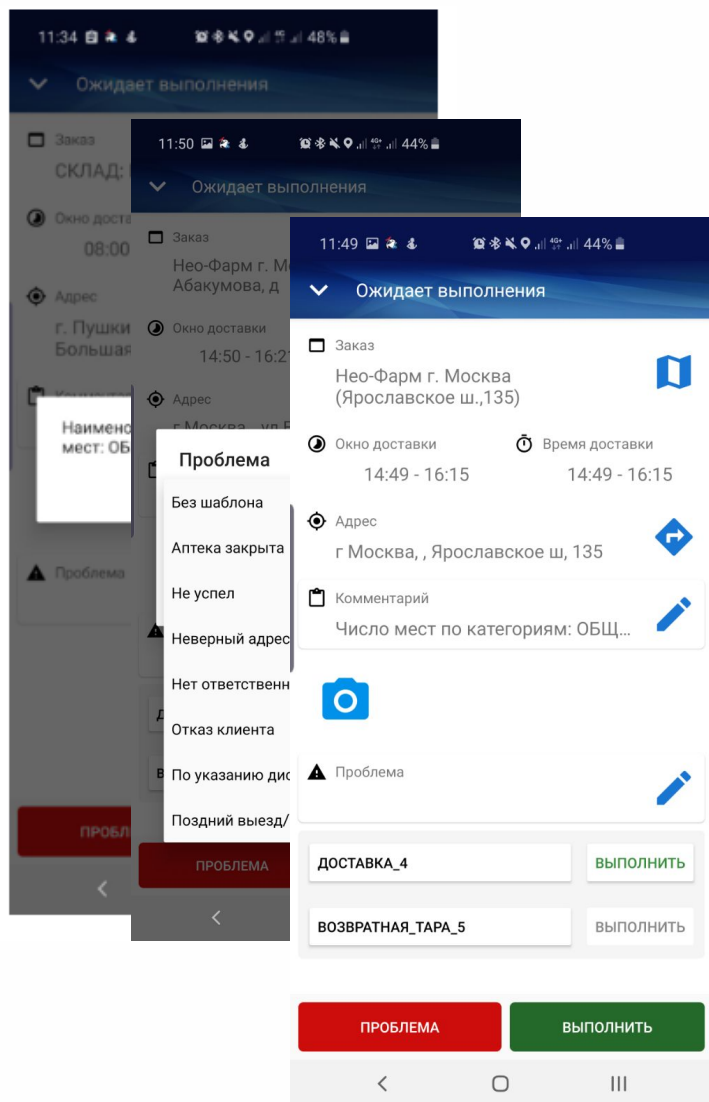 11:34
48%
Ожидает выполнения
Заказ
СКЛАД:
Окно доста
08:00
Адрес
г. Пушки
Большая
Наимено
мест: ОБ
Проблема
ПРОБЛ
11:50
44%
Ожидает выполнения
Заказ
Нео-Фарм г. М
Абакумова, д
Окно доставки
14:50 - 16:2
Адрес
г Москва, ул
Проблема
Без шаблона
Аптека закрыта
Не успел
Неверный адрес
Нет ответственн
Отказ клиента
По указанию дис
Поздний выезд/
ПРОБЛЕМА
11:49
44%
Ожидает выполнения
Заказ
Нео-Фарм г. Москва
(Ярославское ш.,135)
Окно доставки
Время доставки
14:49 - 16:15
14:49 - 16:15
Адрес
г Москва, , Ярославское ш, 135
Комментарий
Число мест по категориям: ОБЩ...
Проблема
ДОСТАВКА_4
ВЫПОЛНИТЬ
ВОЗВРАТНАЯ_ТАРА_5
ВЫПОЛНИТЬ
ПРОБЛЕМА
ВЫПОЛНИТЬ